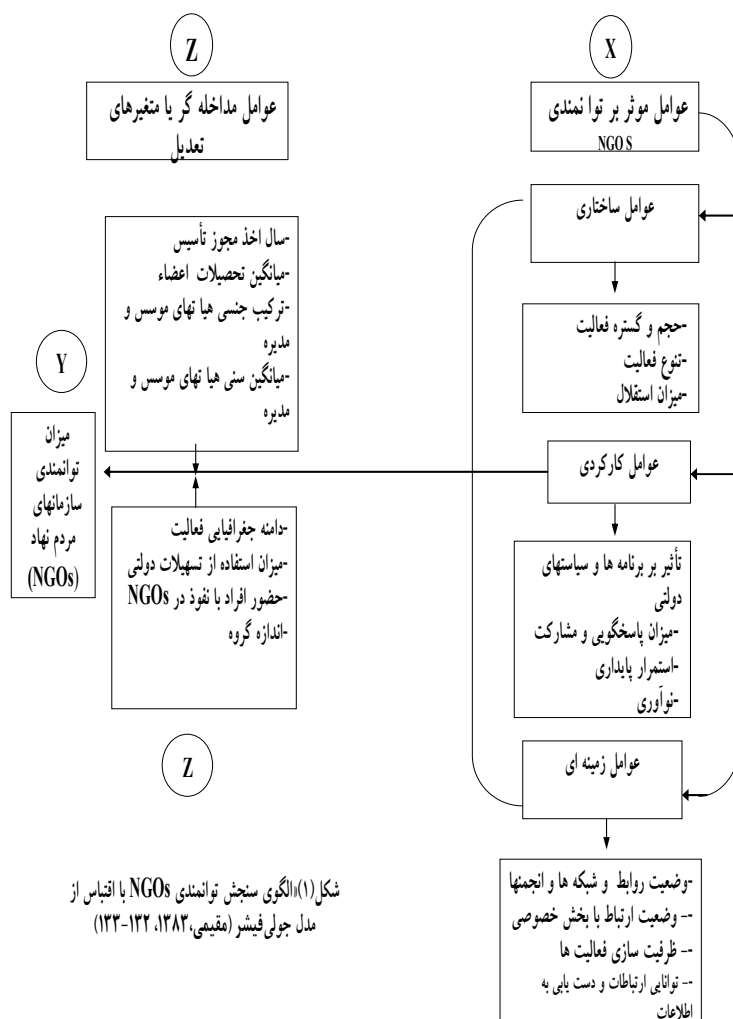 X
عوامل موثر بر توا نمندی
NGO S
عوامل ساختاری
-حجم و گستره فعالیت
-تنوع فعالیت
-میزان استقلال
عوامل کارکردی
تأثیر بر برنامه ها و سیاستهای
دولتی
-میزان پاسخگویی و مشارکت
-استمرار پایداری
-نوآوری
عوامل زمینه ای
-وضعیت روابط و شبکه ها و انجمنها
-- وضعیت ارتباط با بخش خصوصی
-- ظرفیت سازی فعالیت ها
-- توانایی ارتباطات و دست یابی به
اطلاعات
Z
عوامل مداخله گر یا متغیرهای
تعدیل
-سال اخذ مجوز تأسیس
-میانگین تحصیلات اعضاء
-ترکیب جنسی هیا تهای موسس و
مدیره
-میانگین سنی هیا تهای موسس و
مدیره
-دامنه جغرافیایی فعالیت
-میزان استفاده از تسهیلات دولتی
-حضور افراد با نفوذ در NGOs
-اندازه گروه
Z
Y
میزان
توانمندی
سازمانهای
مردم نهاد
(NGOs)
شکل(۱)«الگوی سنجش توانمندی NGOs با اقتباس از
مدل جولی‌فیشر (مقیمی،۱۳۸۳، ۱۳۲-۱۳۳)